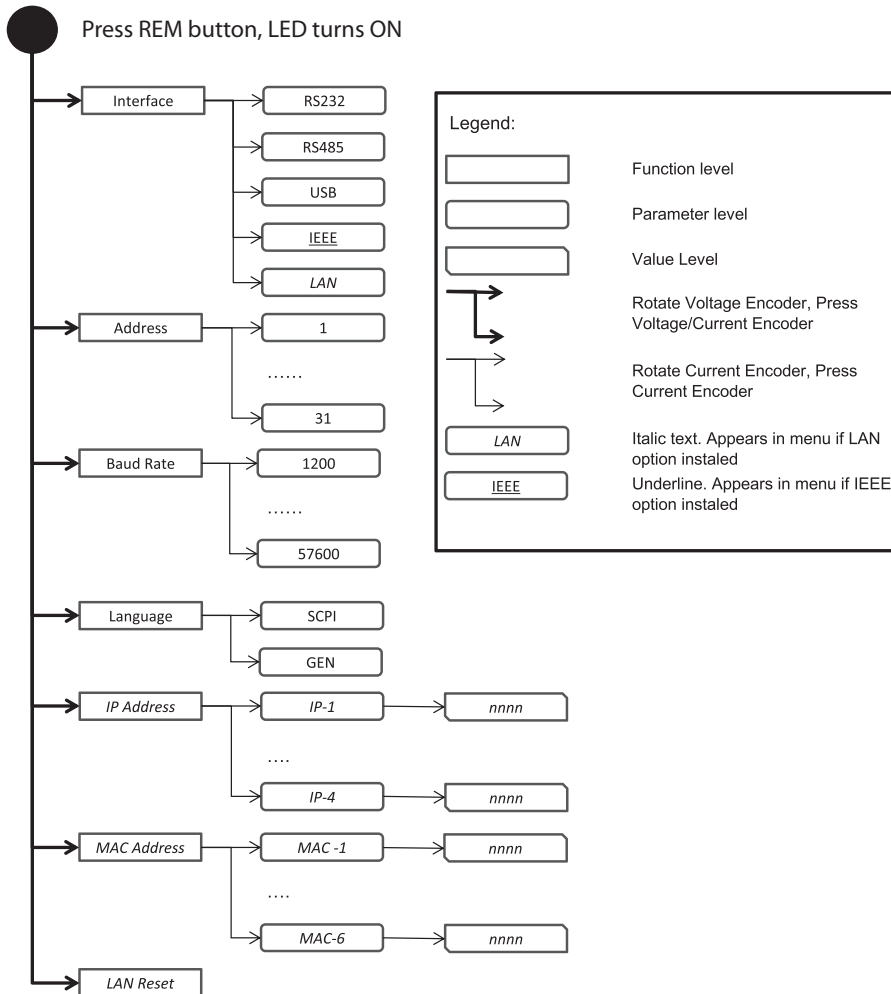 Press REM button, LED turns ON
Interface
RS232
RS485
USB
IEEE
LAN
Address
1
......
31
Baud Rate
1200
......
57600
Language
SCPI
GEN
IP Address
IP-1
nnnn
....
IP-4
nnnn
MAC Address
MAC -1
nnnn
....
MAC-6
nnnn
LAN Reset
Legend:
Function level
Parameter level
Value Level
Rotate Voltage Encoder, Press
Voltage/Current Encoder
Rotate Current Encoder, Press
Current Encoder
LAN
Italic text. Appears in menu if LAN
option instaled
IEEE
Underline. Appears in menu if IEEE
option instaled